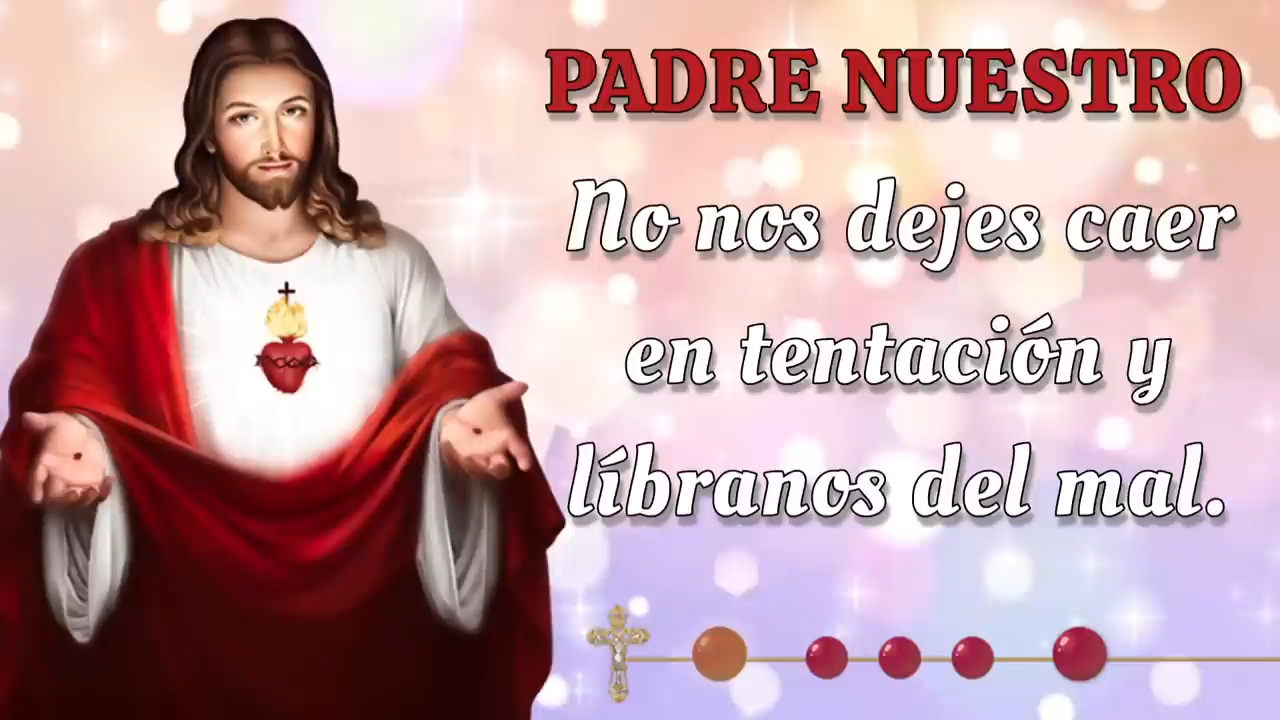 PADRE NUESTRO
No nos dejes caer
en tentación y
líbranos del mal.